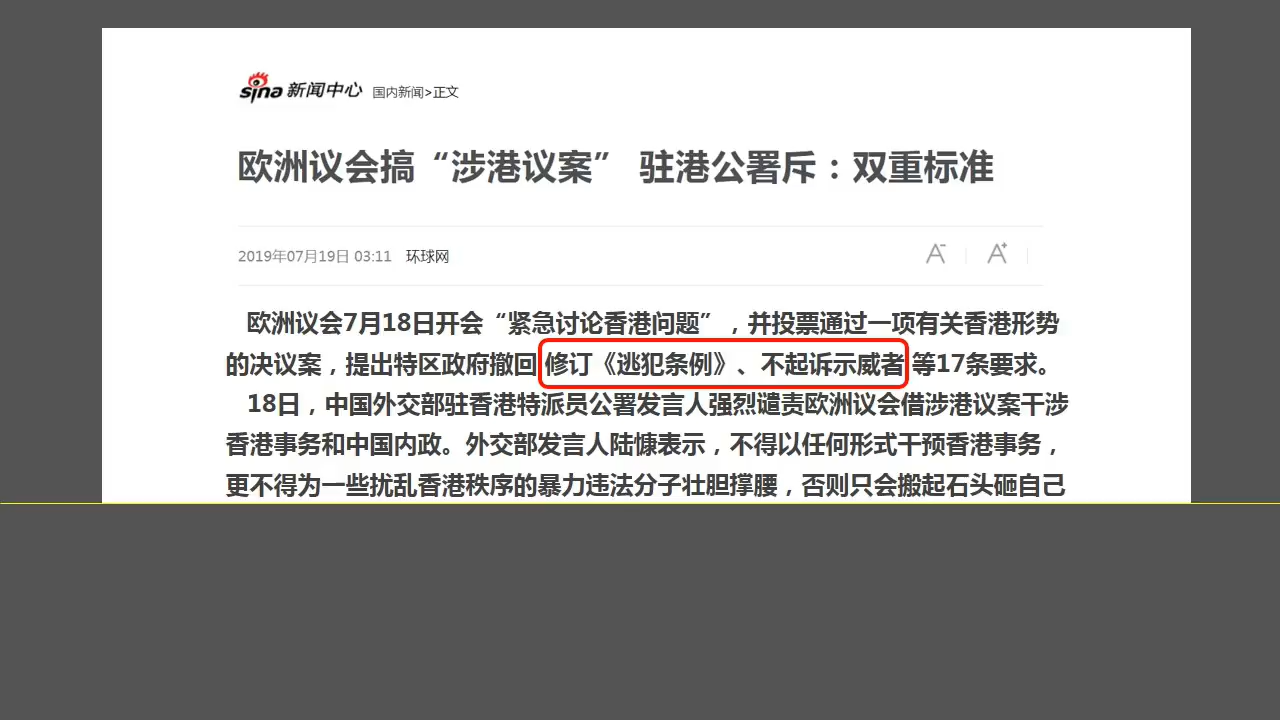 sina 新闻中心 国内新闻>正文
欧洲议会搞“涉港议案” 驻港公署斥：双重标准
2019年07月19日 03:11 环球网 A- A+
欧洲议会7月18日开会“紧急讨论香港问题”，并投票通过一项有关香港形势
的决议案，提出特区政府撤回修订《逃犯条例》、不起诉示威者等17条要求。
18日，中国外交部驻香港特派员公署发言人强烈谴责欧洲议会借涉港议案干涉
香港事务和中国内政。外交部发言人陆慷表示，不得以任何形式干预香港事务，
更不得为一些扰乱香港秩序的暴力违法分子壮胆撑腰，否则只会搬起石头砸自己